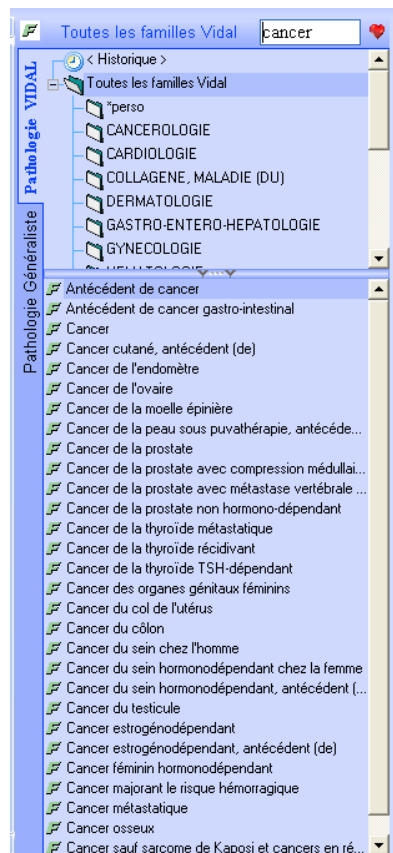 Toutes les familles Vidal cancer
Pathologie VIDAL
Pathologie Généraliste
< Historique >
Toutes les familles Vidal
*perso
CANCEROLOGIE
CARDIOLOGIE
COLLAGENE, MALADIE (DU)
DERMATOLOGIE
GASTRO-ENTERO-HEPATOLOGIE
GYNECOLOGIE
Antécédent de cancer
Antécédent de cancer gastro-intestinal
Cancer
Cancer cutané, antécédent (de)
Cancer de l'endomètre
Cancer de l'ovaire
Cancer de la moelle épinière
Cancer de la peau sous puvathérapie, antécéde...
Cancer de la prostate
Cancer de la prostate avec compression médullai...
Cancer de la prostate avec métastase vertébrale ...
Cancer de la prostate non hormono-dépendant
Cancer de la thyroïde métastatique
Cancer de la thyroïde récidivant
Cancer de la thyroïde TSH-dépendant
Cancer des organes génitaux féminins
Cancer du col de l'utérus
Cancer du côlon
Cancer du sein chez l'homme
Cancer du sein hormonodépendant chez la femme
Cancer du sein hormonodépendant, antécédent (...
Cancer du testicule
Cancer estrogénodépendant
Cancer estrogénodépendant, antécédent (de)
Cancer féminin hormonodépendant
Cancer majorant le risque hémorragique
Cancer métastatique
Cancer osseux
Cancer sauf sarcome de Kaposi et cancers en ré...